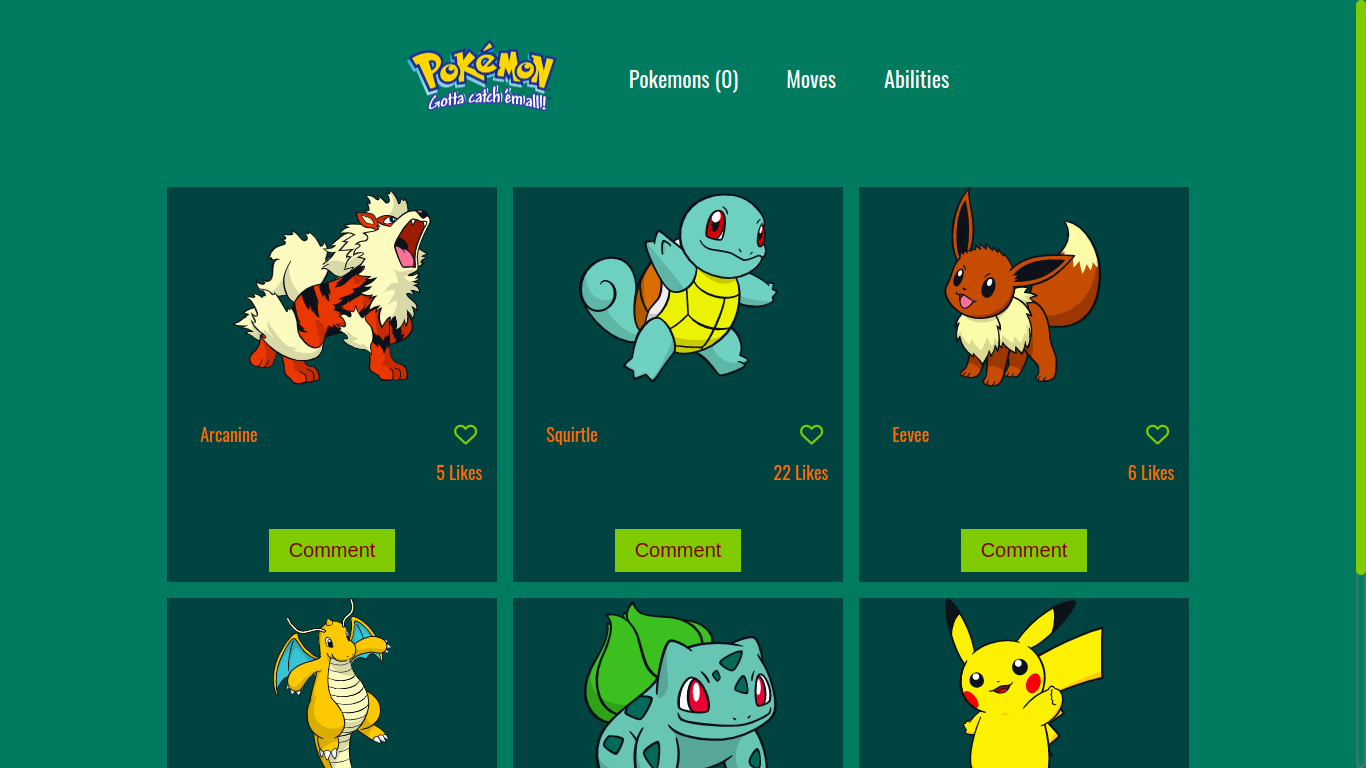 POKéMON
Gotta catch 'em all!!
Pokemons (0) Moves Abilities
Arcanine
5 Likes
Comment
Squirtle
22 Likes
Comment
Eevee
6 Likes
Comment